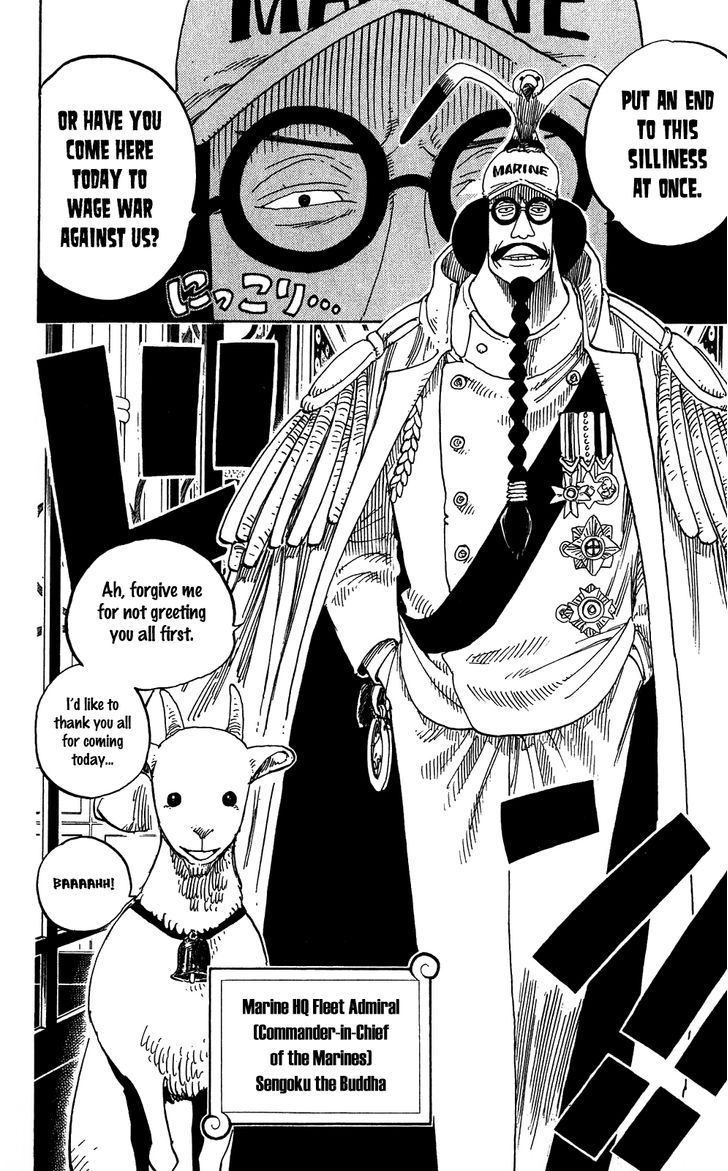 MARINE
PUT AN END
TO THIS
SILLINESS
AT ONCE.
OR HAVE YOU
COME HERE
TODAY TO
WAGE WAR
AGAINST US?
にっこり...
MARINE
Ah, forgive me
for not greeting
you all first.
I'd like to
thank you all
for coming
today...
BAAAAHH!
Marine HQ Fleet Admiral
(Commander-in-Chief
of the Marines)
Sengoku the Buddha